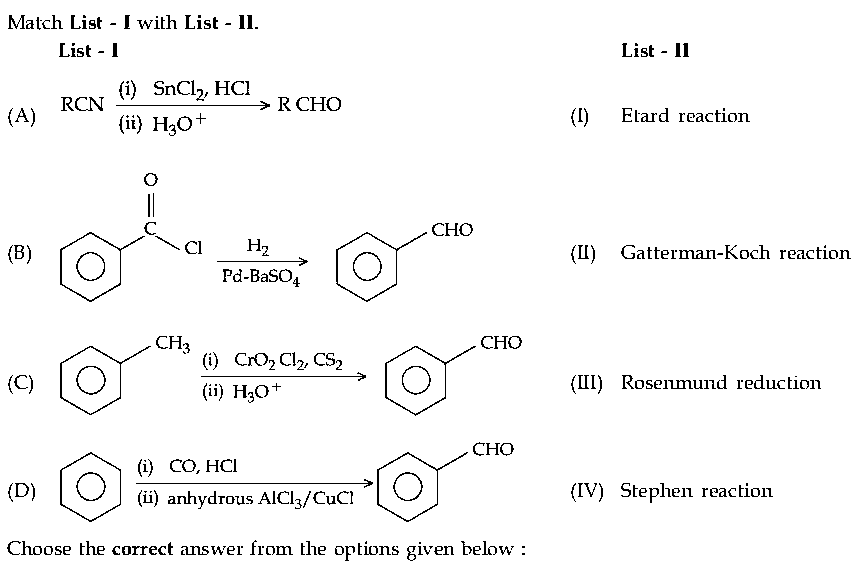 Match List - I with List - II.
List - I List - II
(A) RCN (i) SnCl2, HCl (ii) H3O+ R CHO (I) Etard reaction
(B) O C Cl H2 Pd-BaSO4 CHO (II) Gatterman-Koch reaction
(C) CH3 (i) CrO2 Cl2, CS2 (ii) H3O+ CHO (III) Rosenmund reduction
(D) (i) CO, HCl (ii) anhydrous AlCl3/CuCl CHO (IV) Stephen reaction
Choose the correct answer from the options given below :